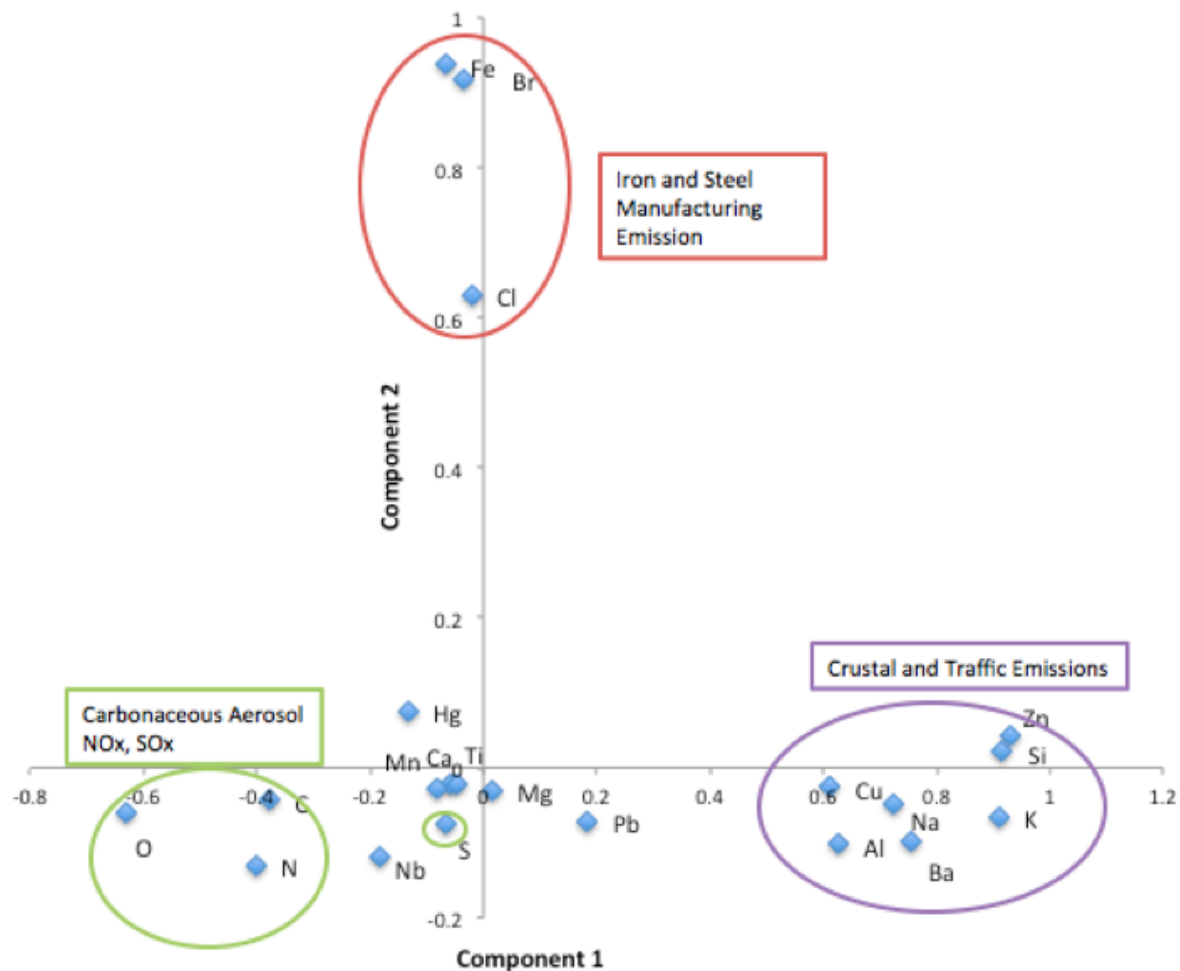 1
Fe
Br
0.8
Iron and Steel
Manufacturing
Emission
Cl
0.6
Component 2
0.4
0.2
Crustal and Traffic Emissions
Carbonaceous Aerosol
NOx, SOx
Hg
Zn
Mn
Ca
Ti
Si
0
-0.8
-0.6
-0.4
-0.2
0
0.2
0.4
0.6
0.8
1
1.2
C
Mg
Cu
O
Pb
Na
K
S
Al
N
Nb
Ba
-0.2
Component 1